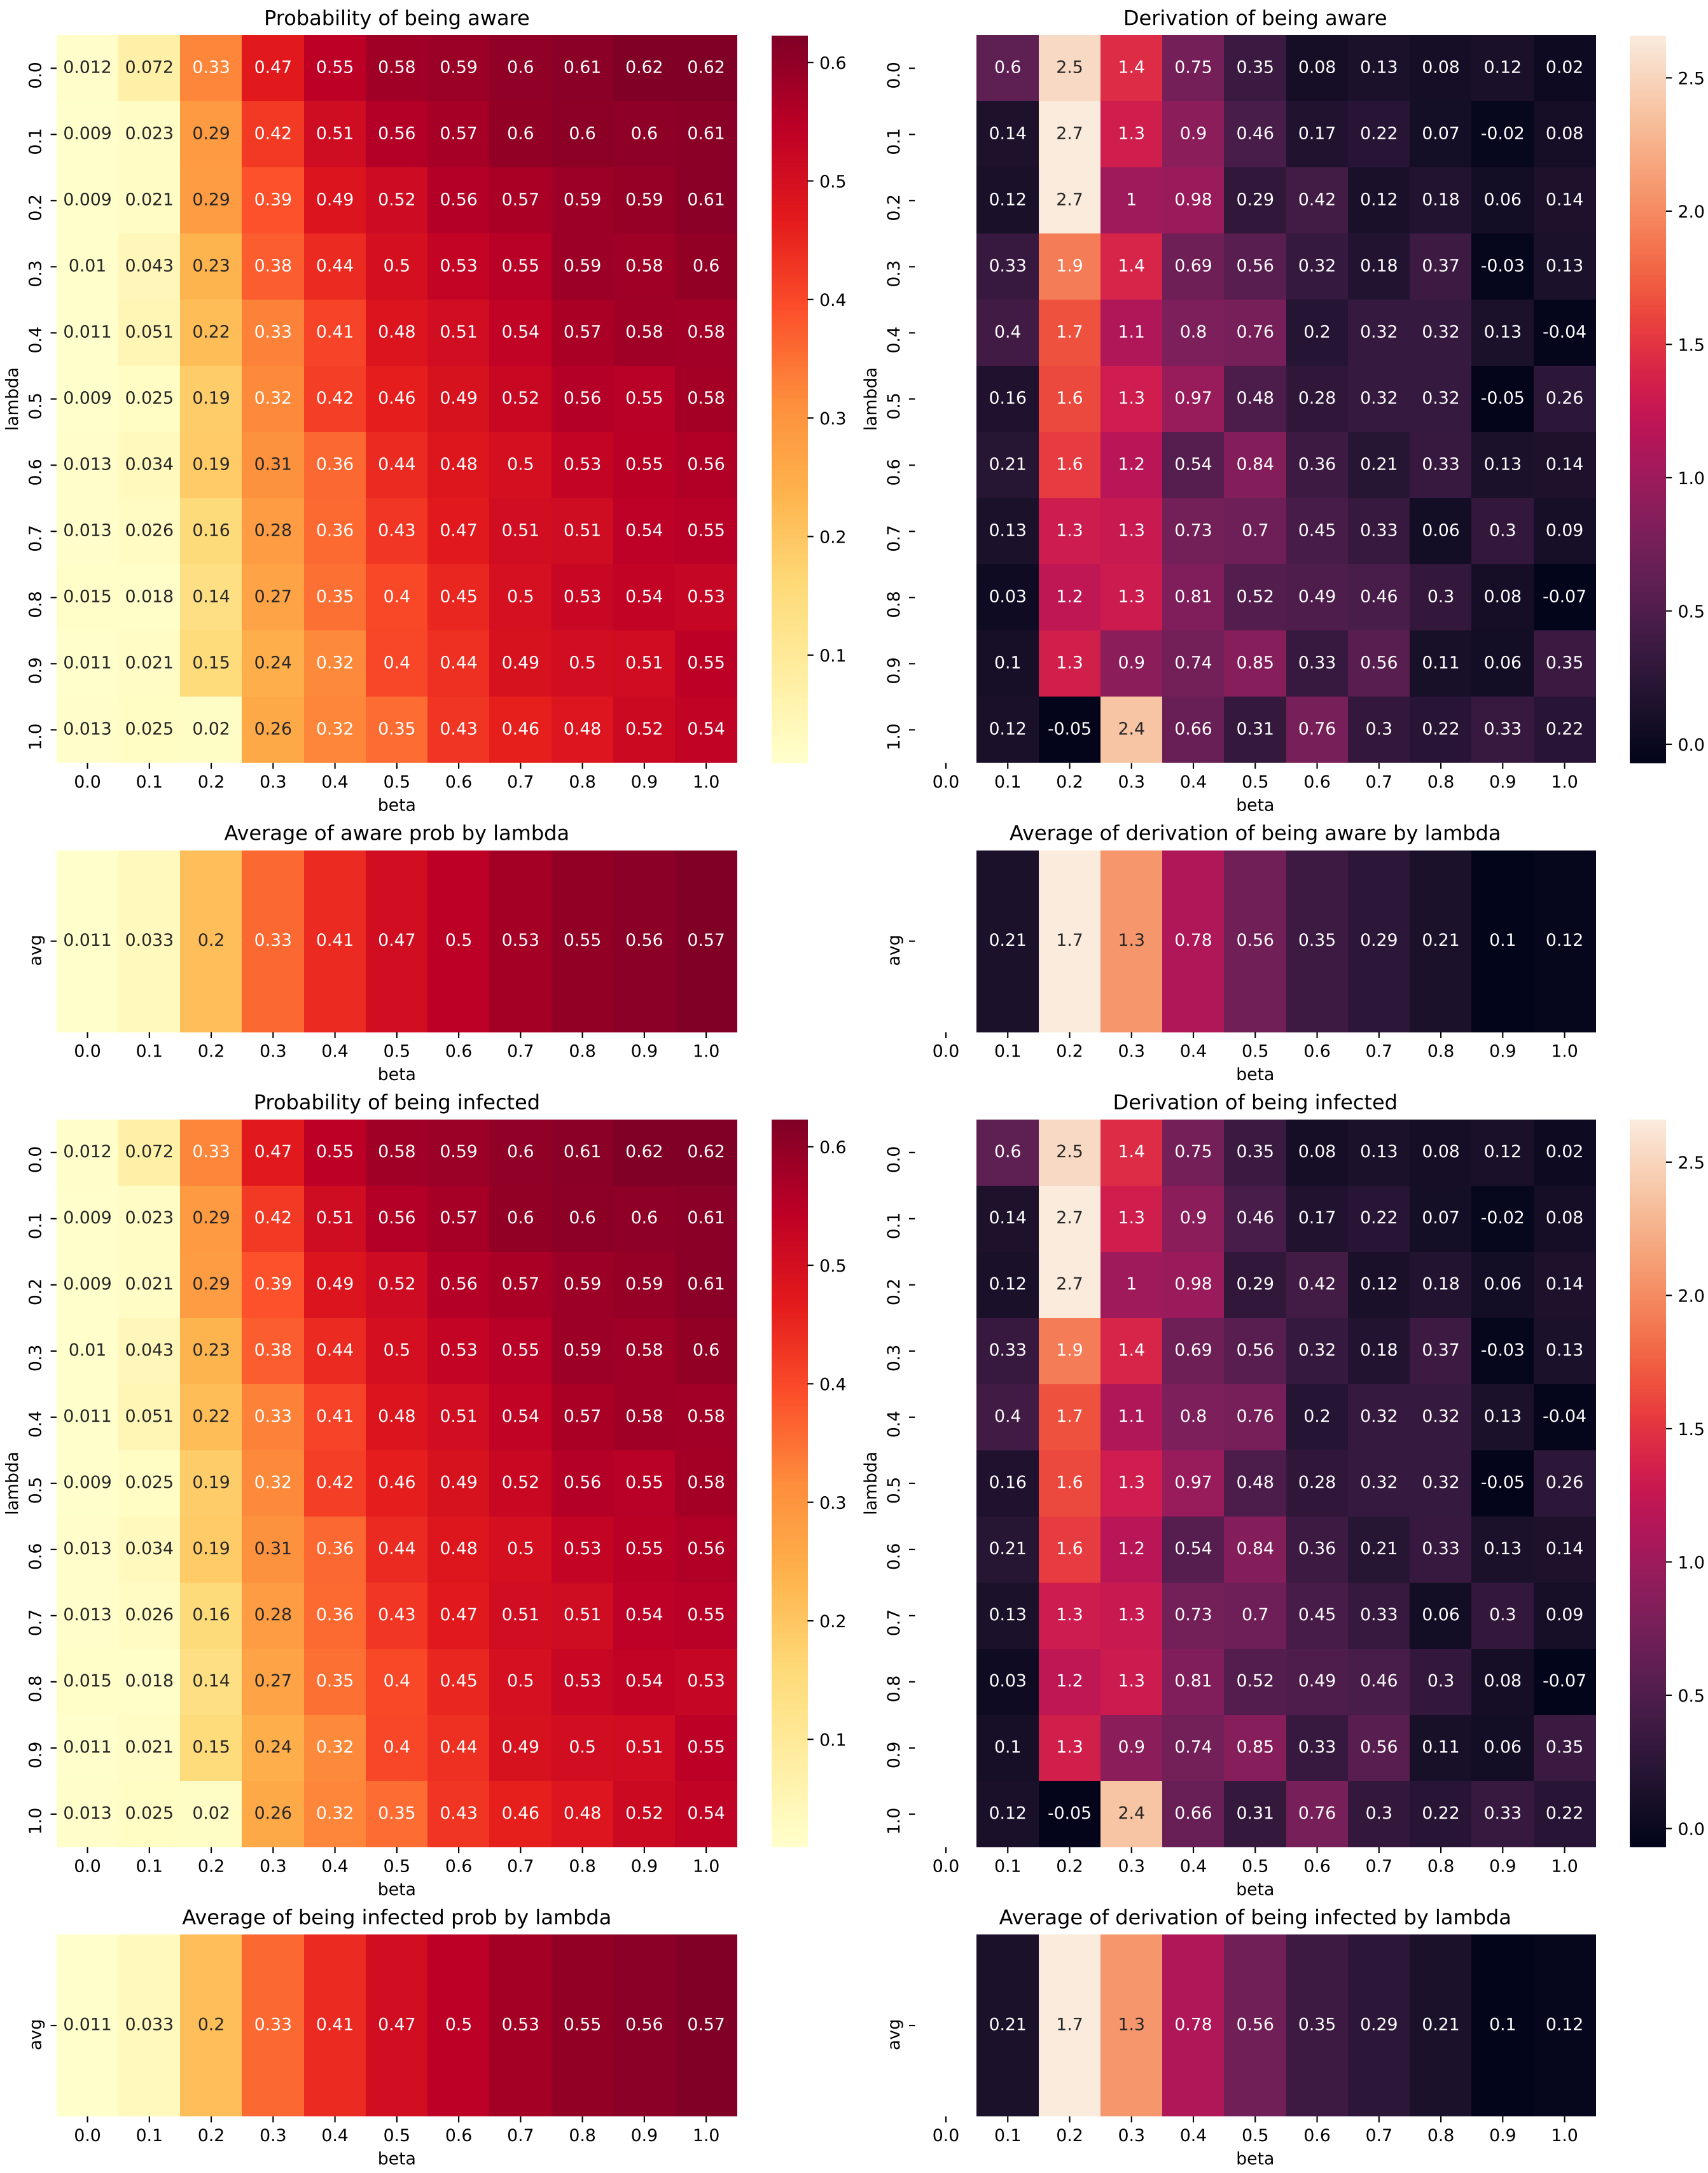 Probability of being aware
lambda
0.0 0.012 0.072 0.33 0.47 0.55 0.58 0.59 0.6 0.61 0.62 0.62
0.1 0.009 0.023 0.29 0.42 0.51 0.56 0.57 0.6 0.6 0.6 0.61
0.2 0.009 0.021 0.29 0.39 0.49 0.52 0.56 0.57 0.59 0.59 0.61
0.3 0.01 0.043 0.23 0.38 0.44 0.5 0.53 0.55 0.59 0.58 0.6
0.4 0.011 0.051 0.22 0.33 0.41 0.48 0.51 0.54 0.57 0.58 0.58
0.5 0.009 0.025 0.19 0.32 0.42 0.46 0.49 0.52 0.56 0.55 0.58
0.6 0.013 0.034 0.19 0.31 0.36 0.44 0.48 0.5 0.53 0.55 0.56
0.7 0.013 0.026 0.16 0.28 0.36 0.43 0.47 0.51 0.51 0.54 0.55
0.8 0.015 0.018 0.14 0.27 0.35 0.4 0.45 0.5 0.53 0.54 0.53
0.9 0.011 0.021 0.15 0.24 0.32 0.4 0.44 0.49 0.5 0.51 0.55
1.0 0.013 0.025 0.02 0.26 0.32 0.35 0.43 0.46 0.48 0.52 0.54
0.0 0.1 0.2 0.3 0.4 0.5 0.6 0.7 0.8 0.9 1.0
beta
0.6
0.5
0.4
0.3
0.2
0.1
Derivation of being aware
lambda
0.0 0.6 2.5 1.4 0.75 0.35 0.08 0.13 0.08 0.12 0.02
0.1 0.14 2.7 1.3 0.9 0.46 0.17 0.22 0.07 -0.02 0.08
0.2 0.12 2.7 1 0.98 0.29 0.42 0.12 0.18 0.06 0.14
0.3 0.33 1.9 1.4 0.69 0.56 0.32 0.18 0.37 -0.03 0.13
0.4 0.4 1.7 1.1 0.8 0.76 0.2 0.32 0.32 0.13 -0.04
0.5 0.16 1.6 1.3 0.97 0.48 0.28 0.32 0.32 -0.05 0.26
0.6 0.21 1.6 1.2 0.54 0.84 0.36 0.21 0.33 0.13 0.14
0.7 0.13 1.3 1.3 0.73 0.7 0.45 0.33 0.06 0.3 0.09
0.8 0.03 1.2 1.3 0.81 0.52 0.49 0.46 0.3 0.08 -0.07
0.9 0.1 1.3 0.9 0.74 0.85 0.33 0.56 0.11 0.06 0.35
1.0 0.12 -0.05 2.4 0.66 0.31 0.76 0.3 0.22 0.33 0.22
0.0 0.1 0.2 0.3 0.4 0.5 0.6 0.7 0.8 0.9 1.0
beta
2.5
2.0
1.5
1.0
0.5
0.0
Average of aware prob by lambda
avg 0.011 0.033 0.2 0.33 0.41 0.47 0.5 0.53 0.55 0.56 0.57
0.0 0.1 0.2 0.3 0.4 0.5 0.6 0.7 0.8 0.9 1.0
beta
Average of derivation of being aware by lambda
avg 0.21 1.7 1.3 0.78 0.56 0.35 0.29 0.21 0.1 0.12
0.0 0.1 0.2 0.3 0.4 0.5 0.6 0.7 0.8 0.9 1.0
beta
Probability of being infected
lambda
0.0 0.012 0.072 0.33 0.47 0.55 0.58 0.59 0.6 0.61 0.62 0.62
0.1 0.009 0.023 0.29 0.42 0.51 0.56 0.57 0.6 0.6 0.6 0.61
0.2 0.009 0.021 0.29 0.39 0.49 0.52 0.56 0.57 0.59 0.59 0.61
0.3 0.01 0.043 0.23 0.38 0.44 0.5 0.53 0.55 0.59 0.58 0.6
0.4 0.011 0.051 0.22 0.33 0.41 0.48 0.51 0.54 0.57 0.58 0.58
0.5 0.009 0.025 0.19 0.32 0.42 0.46 0.49 0.52 0.56 0.55 0.58
0.6 0.013 0.034 0.19 0.31 0.36 0.44 0.48 0.5 0.53 0.55 0.56
0.7 0.013 0.026 0.16 0.28 0.36 0.43 0.47 0.51 0.51 0.54 0.55
0.8 0.015 0.018 0.14 0.27 0.35 0.4 0.45 0.5 0.53 0.54 0.53
0.9 0.011 0.021 0.15 0.24 0.32 0.4 0.44 0.49 0.5 0.51 0.55
1.0 0.013 0.025 0.02 0.26 0.32 0.35 0.43 0.46 0.48 0.52 0.54
0.0 0.1 0.2 0.3 0.4 0.5 0.6 0.7 0.8 0.9 1.0
beta
0.6
0.5
0.4
0.3
0.2
0.1
Derivation of being infected
lambda
0.0 0.6 2.5 1.4 0.75 0.35 0.08 0.13 0.08 0.12 0.02
0.1 0.14 2.7 1.3 0.9 0.46 0.17 0.22 0.07 -0.02 0.08
0.2 0.12 2.7 1 0.98 0.29 0.42 0.12 0.18 0.06 0.14
0.3 0.33 1.9 1.4 0.69 0.56 0.32 0.18 0.37 -0.03 0.13
0.4 0.4 1.7 1.1 0.8 0.76 0.2 0.32 0.32 0.13 -0.04
0.5 0.16 1.6 1.3 0.97 0.48 0.28 0.32 0.32 -0.05 0.26
0.6 0.21 1.6 1.2 0.54 0.84 0.36 0.21 0.33 0.13 0.14
0.7 0.13 1.3 1.3 0.73 0.7 0.45 0.33 0.06 0.3 0.09
0.8 0.03 1.2 1.3 0.81 0.52 0.49 0.46 0.3 0.08 -0.07
0.9 0.1 1.3 0.9 0.74 0.85 0.33 0.56 0.11 0.06 0.35
1.0 0.12 -0.05 2.4 0.66 0.31 0.76 0.3 0.22 0.33 0.22
0.0 0.1 0.2 0.3 0.4 0.5 0.6 0.7 0.8 0.9 1.0
beta
2.5
2.0
1.5
1.0
0.5
0.0
Average of being infected prob by lambda
avg 0.011 0.033 0.2 0.33 0.41 0.47 0.5 0.53 0.55 0.56 0.57
0.0 0.1 0.2 0.3 0.4 0.5 0.6 0.7 0.8 0.9 1.0
beta
Average of derivation of being infected by lambda
avg 0.21 1.7 1.3 0.78 0.56 0.35 0.29 0.21 0.1 0.12
0.0 0.1 0.2 0.3 0.4 0.5 0.6 0.7 0.8 0.9 1.0
beta